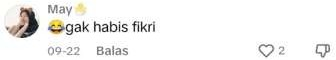 May👋
😂gak habis fikri
09-22 Balas 2